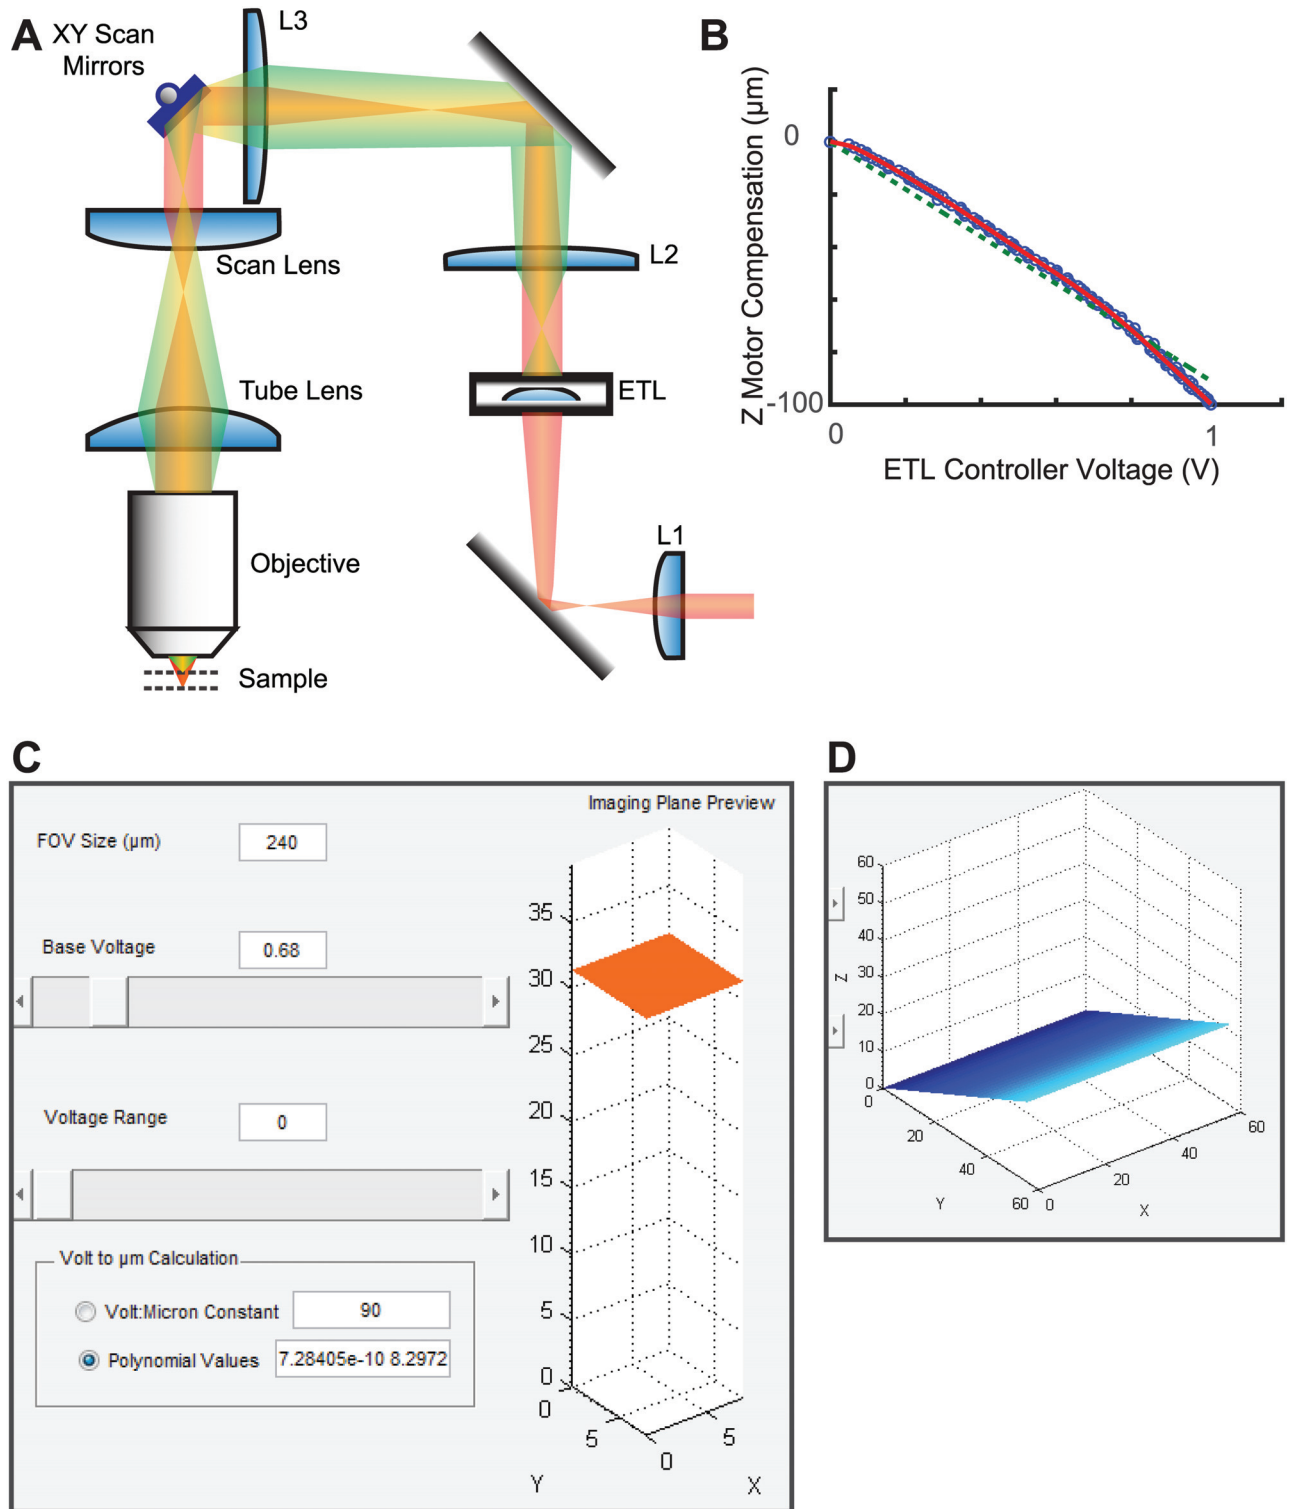 A
XY Scan
Mirrors
L3
Scan Lens
L2
Tube Lens
ETL
L1
Objective
Sample
B
Z Motor Compensation (µm)
0
-100
0
1
ETL Controller Voltage (V)
C
Imaging Plane Preview
FOV Size (µm)
240
Base Voltage
0.68
Voltage Range
0
Volt to µm Calculation
Volt:Micron Constant
90
Polynomial Values
7.28405e-10 8.2972
35
30
25
20
15
10
5
0
0
5
Y
0
5
X
D
60
50
40
30
20
10
0
Z
0
20
40
60
Y
0
20
40
60
X